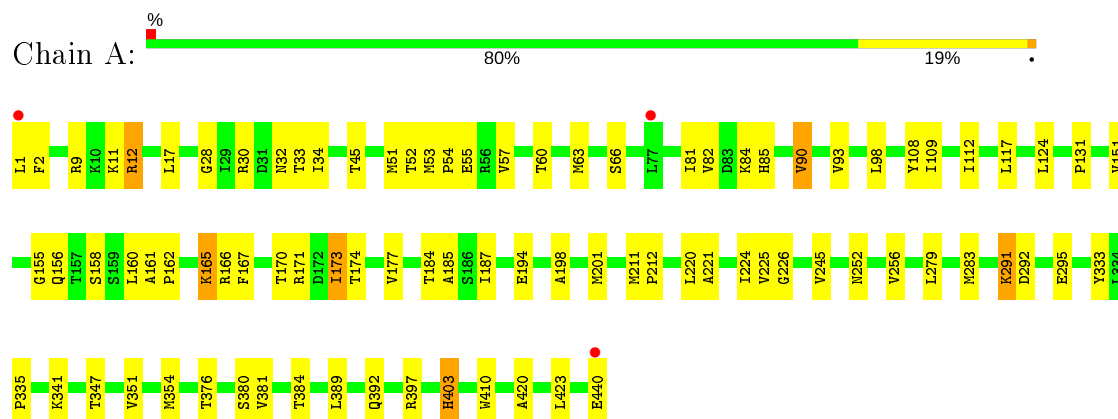 %
Chain A:
80% 19% •
L1 F2 R9 K10 K11 R12 L17 G28 I29 R30 D31 N32 T33 I34 T45 M51 T52 M53 P54 E55 R56 V57 T60 M63 S66 L77 I81 V82 D83 K84 H85 V90 V93 L98 Y108 I109 I112 L117 L124 P131 V151
G155 Q156 T157 S158 S159 L160 A161 P162 K165 R166 F167 T170 R171 D172 I173 T174 V177 T184 A185 S186 I187 E194 A198 M201 M211 P212 L220 A221 I224 V225 G226 V245 N252 V256 L279 M283 K291 D292 E295 Y333 L334
P335 K341 T347 V351 M354 T376 S380 V381 T384 L389 Q392 R397 H403 W410 A420 L423 E440